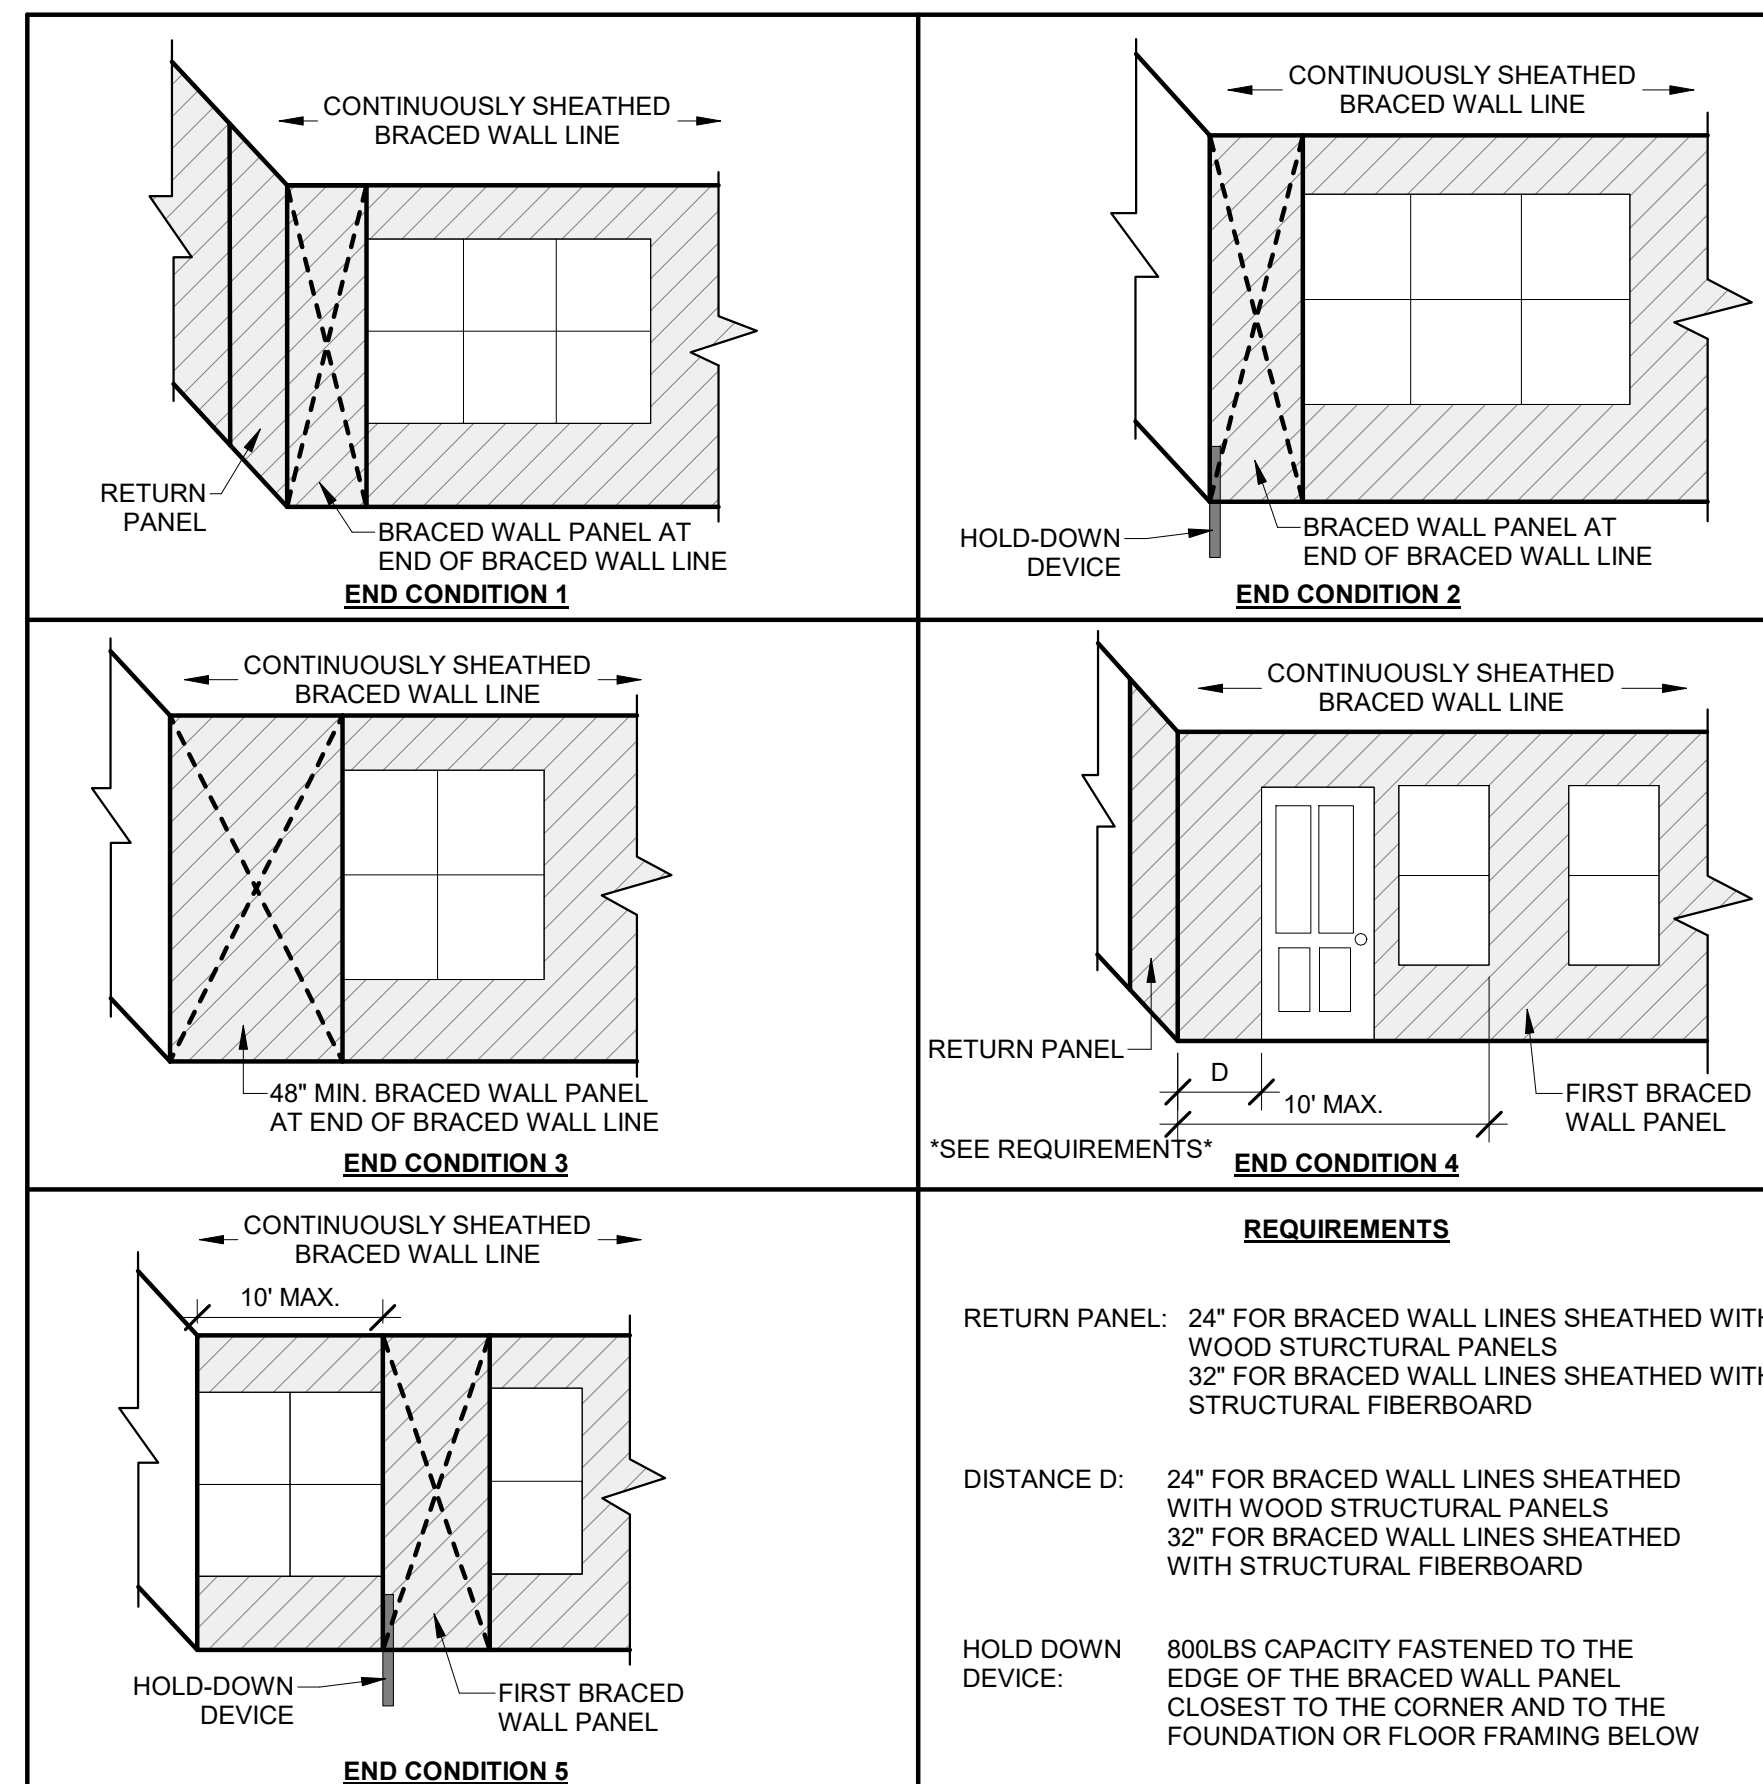 CONTINUOUSLY SHEATHED
BRACED WALL LINE
RETURN
PANEL
BRACED WALL PANEL AT
END OF BRACED WALL LINE
END CONDITION 1
CONTINUOUSLY SHEATHED
BRACED WALL LINE
HOLD-DOWN
DEVICE
BRACED WALL PANEL AT
END OF BRACED WALL LINE
END CONDITION 2
CONTINUOUSLY SHEATHED
BRACED WALL LINE
48" MIN. BRACED WALL PANEL
AT END OF BRACED WALL LINE
END CONDITION 3
CONTINUOUSLY SHEATHED
BRACED WALL LINE
RETURN PANEL
D
10' MAX.
FIRST BRACED
WALL PANEL
*SEE REQUIREMENTS*
END CONDITION 4
CONTINUOUSLY SHEATHED
BRACED WALL LINE
10' MAX.
HOLD-DOWN
DEVICE
FIRST BRACED
WALL PANEL
END CONDITION 5
REQUIREMENTS
RETURN PANEL: 24" FOR BRACED WALL LINES SHEATHED WITH
WOOD STURCTURAL PANELS
32" FOR BRACED WALL LINES SHEATHED WITH
STRUCTURAL FIBERBOARD
DISTANCE D: 24" FOR BRACED WALL LINES SHEATHED
WITH WOOD STRUCTURAL PANELS
32" FOR BRACED WALL LINES SHEATHED
WITH STRUCTURAL FIBERBOARD
HOLD DOWN 800LBS CAPACITY FASTENED TO THE
DEVICE: EDGE OF THE BRACED WALL PANEL
CLOSEST TO THE CORNER AND TO THE
FOUNDATION OR FLOOR FRAMING BELOW